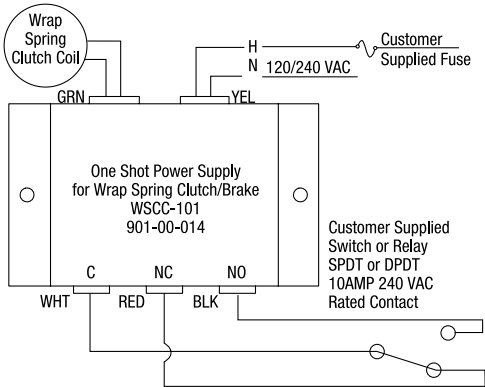 Wrap
Spring
Clutch Coil
H
N 120/240 VAC
Customer
Supplied Fuse
GRN
YEL
One Shot Power Supply
for Wrap Spring Clutch/Brake
WSCC-101
901-00-014
C NC NO
WHT RED BLK
Customer Supplied
Switch or Relay
SPDT or DPDT
10AMP 240 VAC
Rated Contact